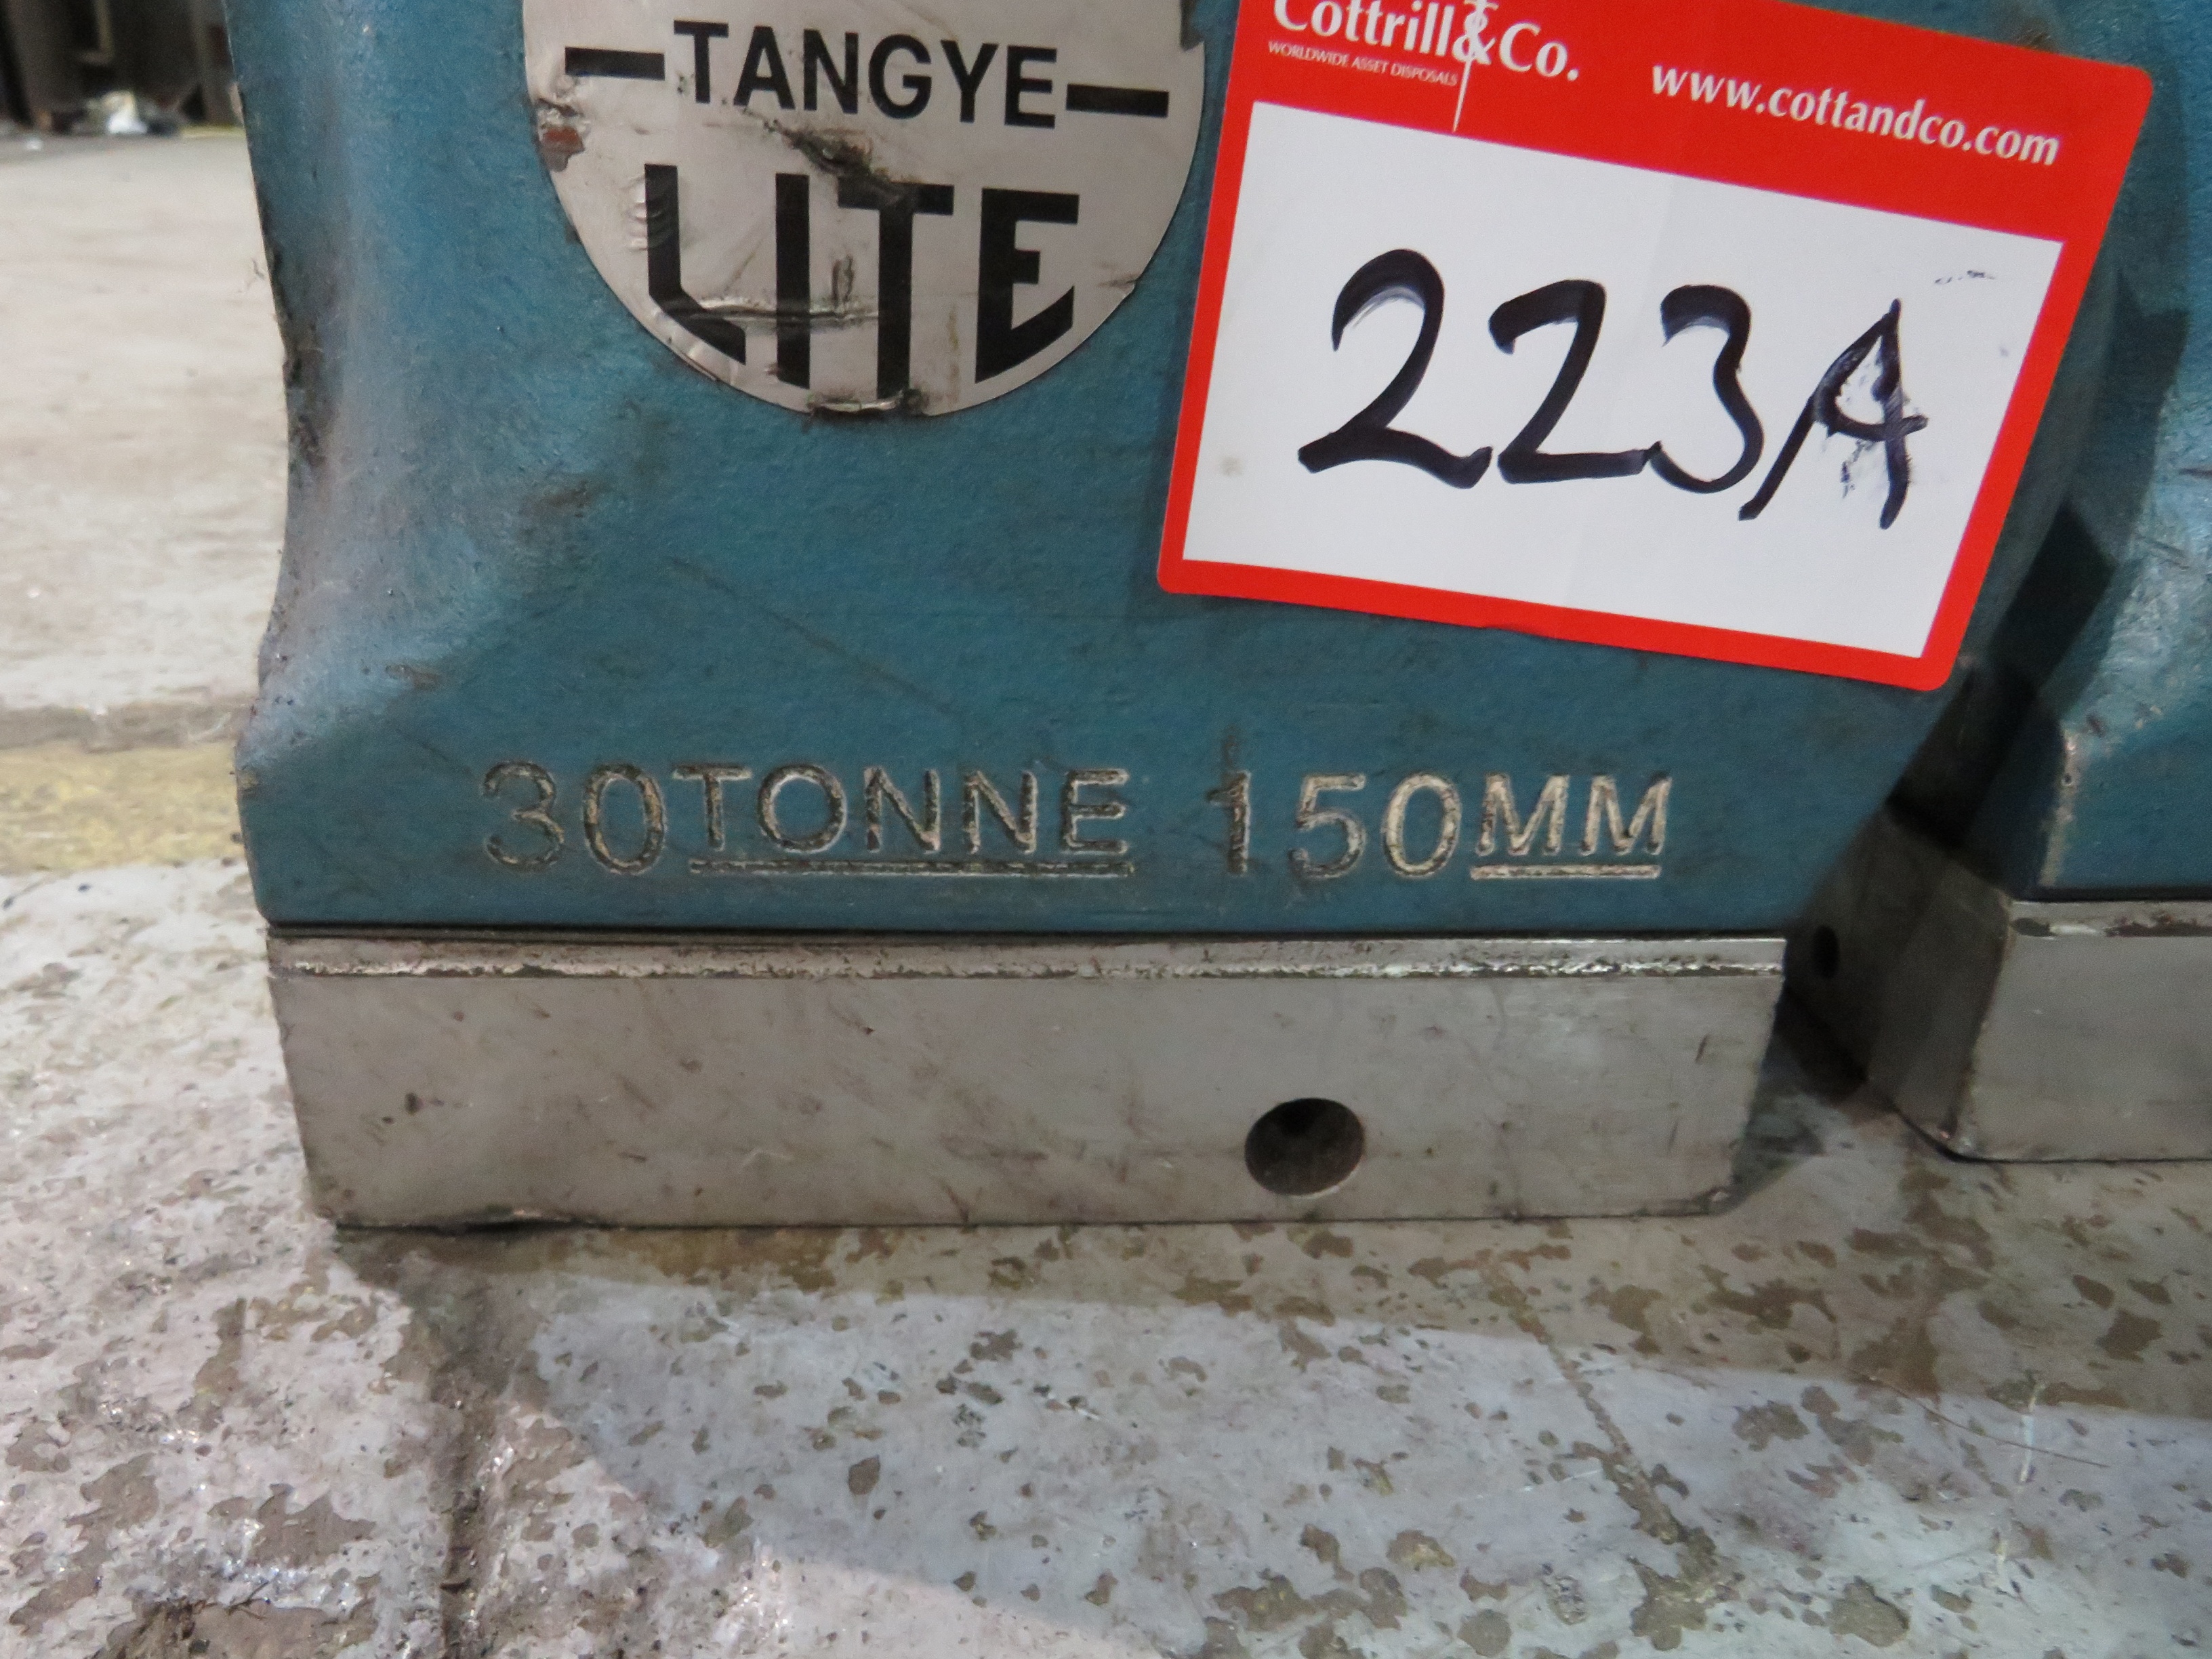 TANGYE
LITE
Cottrill&Co.
WORLDWIDE ASSET DISPOSALS
www.cottandco.com
223A
30TONNE 150MM